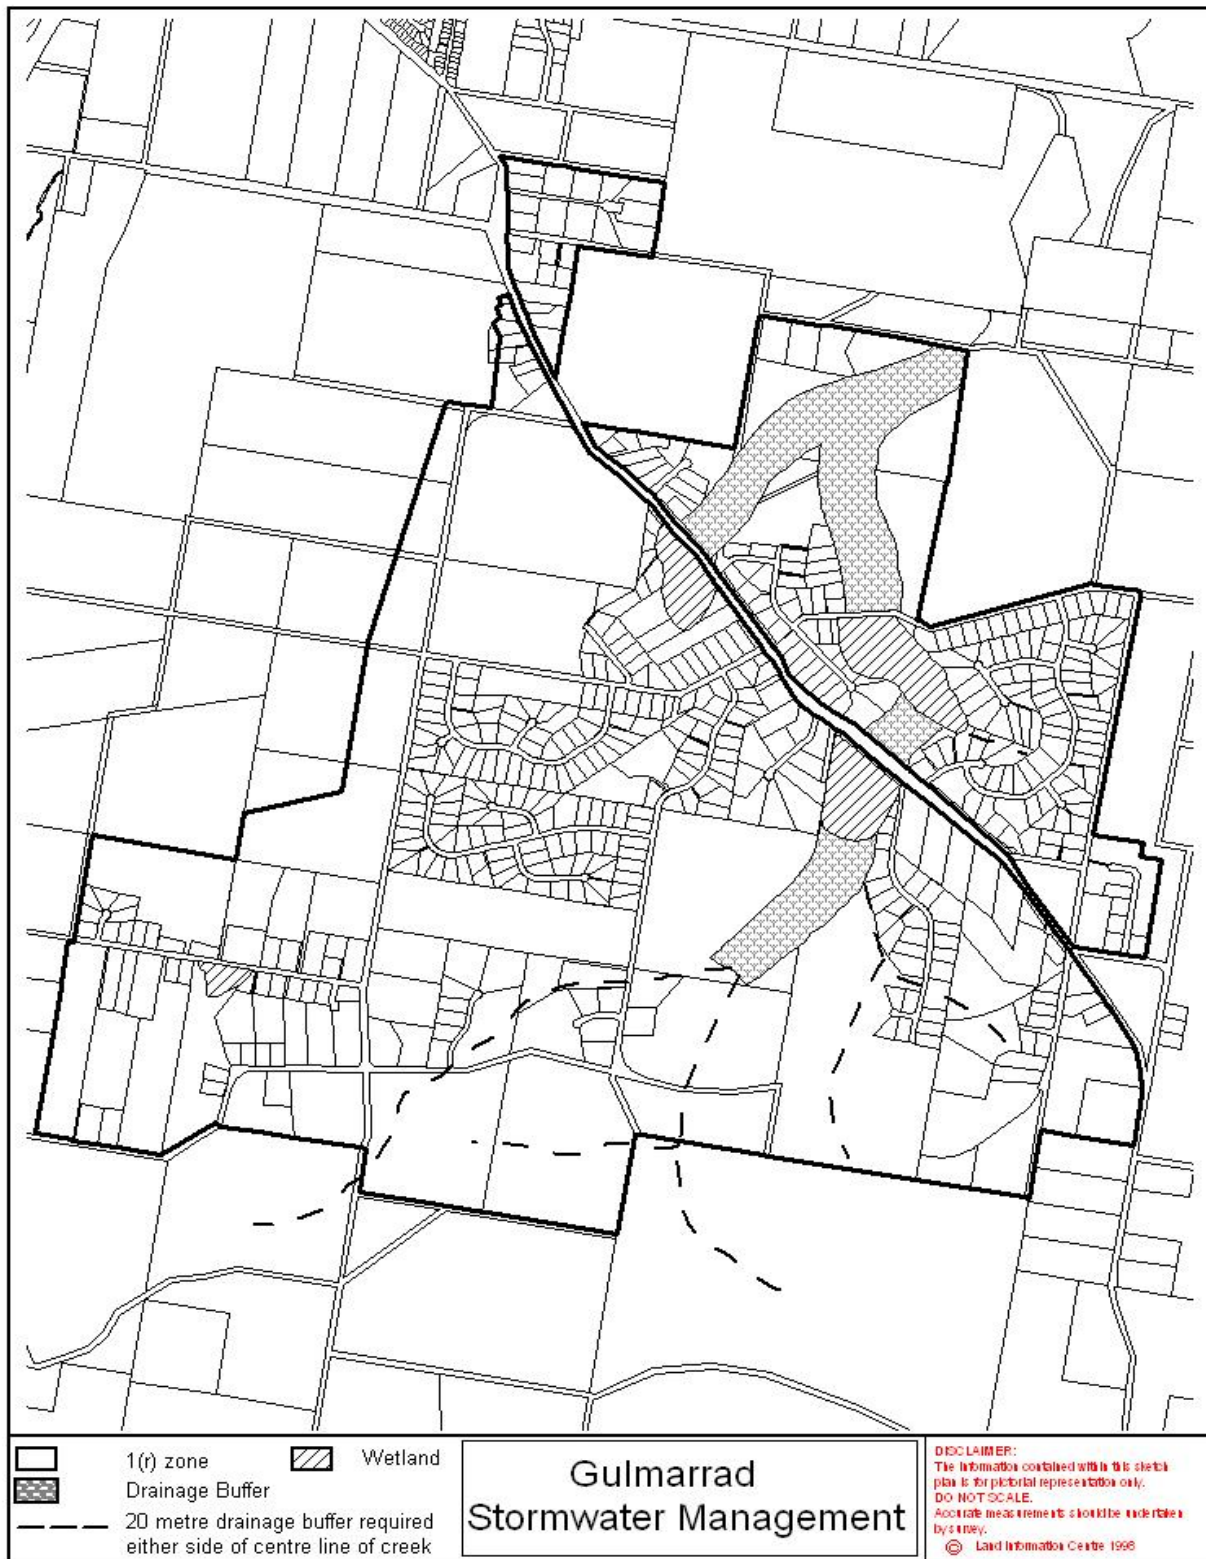 1(r) zone
Wetland
Drainage Buffer
20 metre drainage buffer required
either side of centre line of creek
Gulmarrad
Stormwater Management
DISCLAIMER:
The Information contained within this sketch
plan is for pictorial representation only.
DO NOT SCALE.
Accurate measurements should be undertaken
by survey.
© Land Information Centre 1998